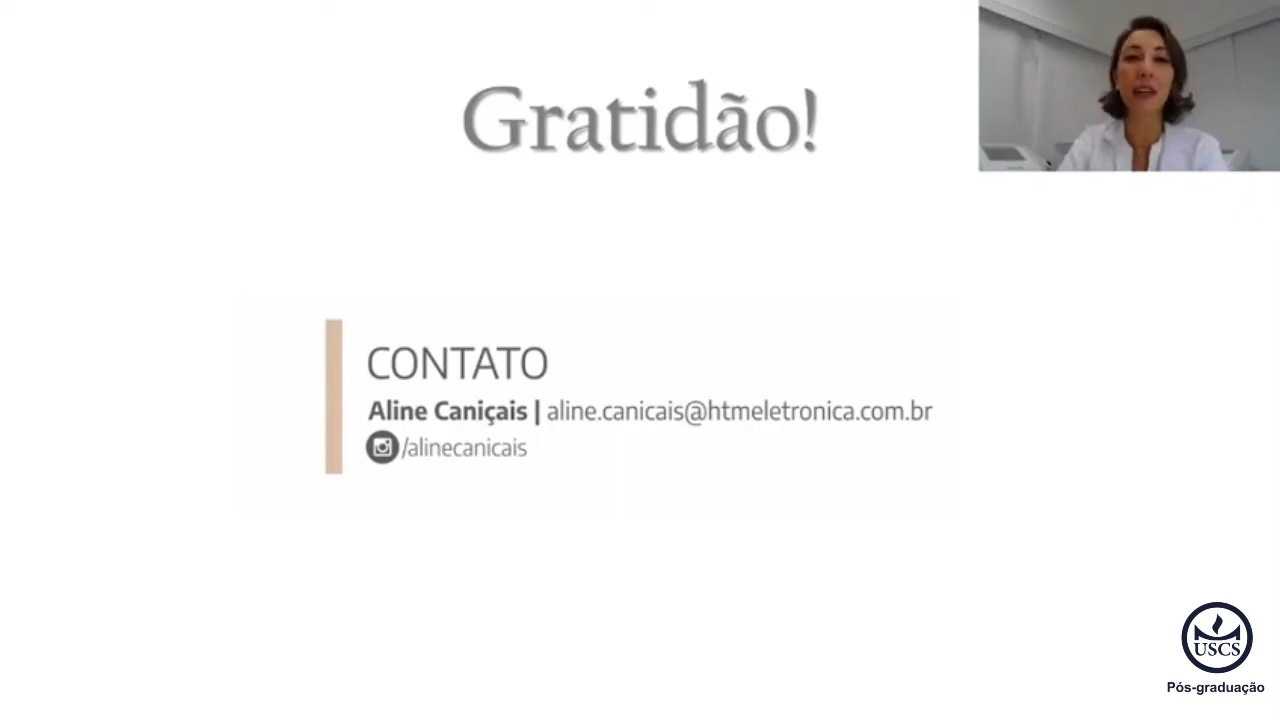 Gratidão!
CONTATO
Aline Caniçais | aline.canicais@htmeletronica.com.br
/alinecanicais
USCS
Pós-graduação